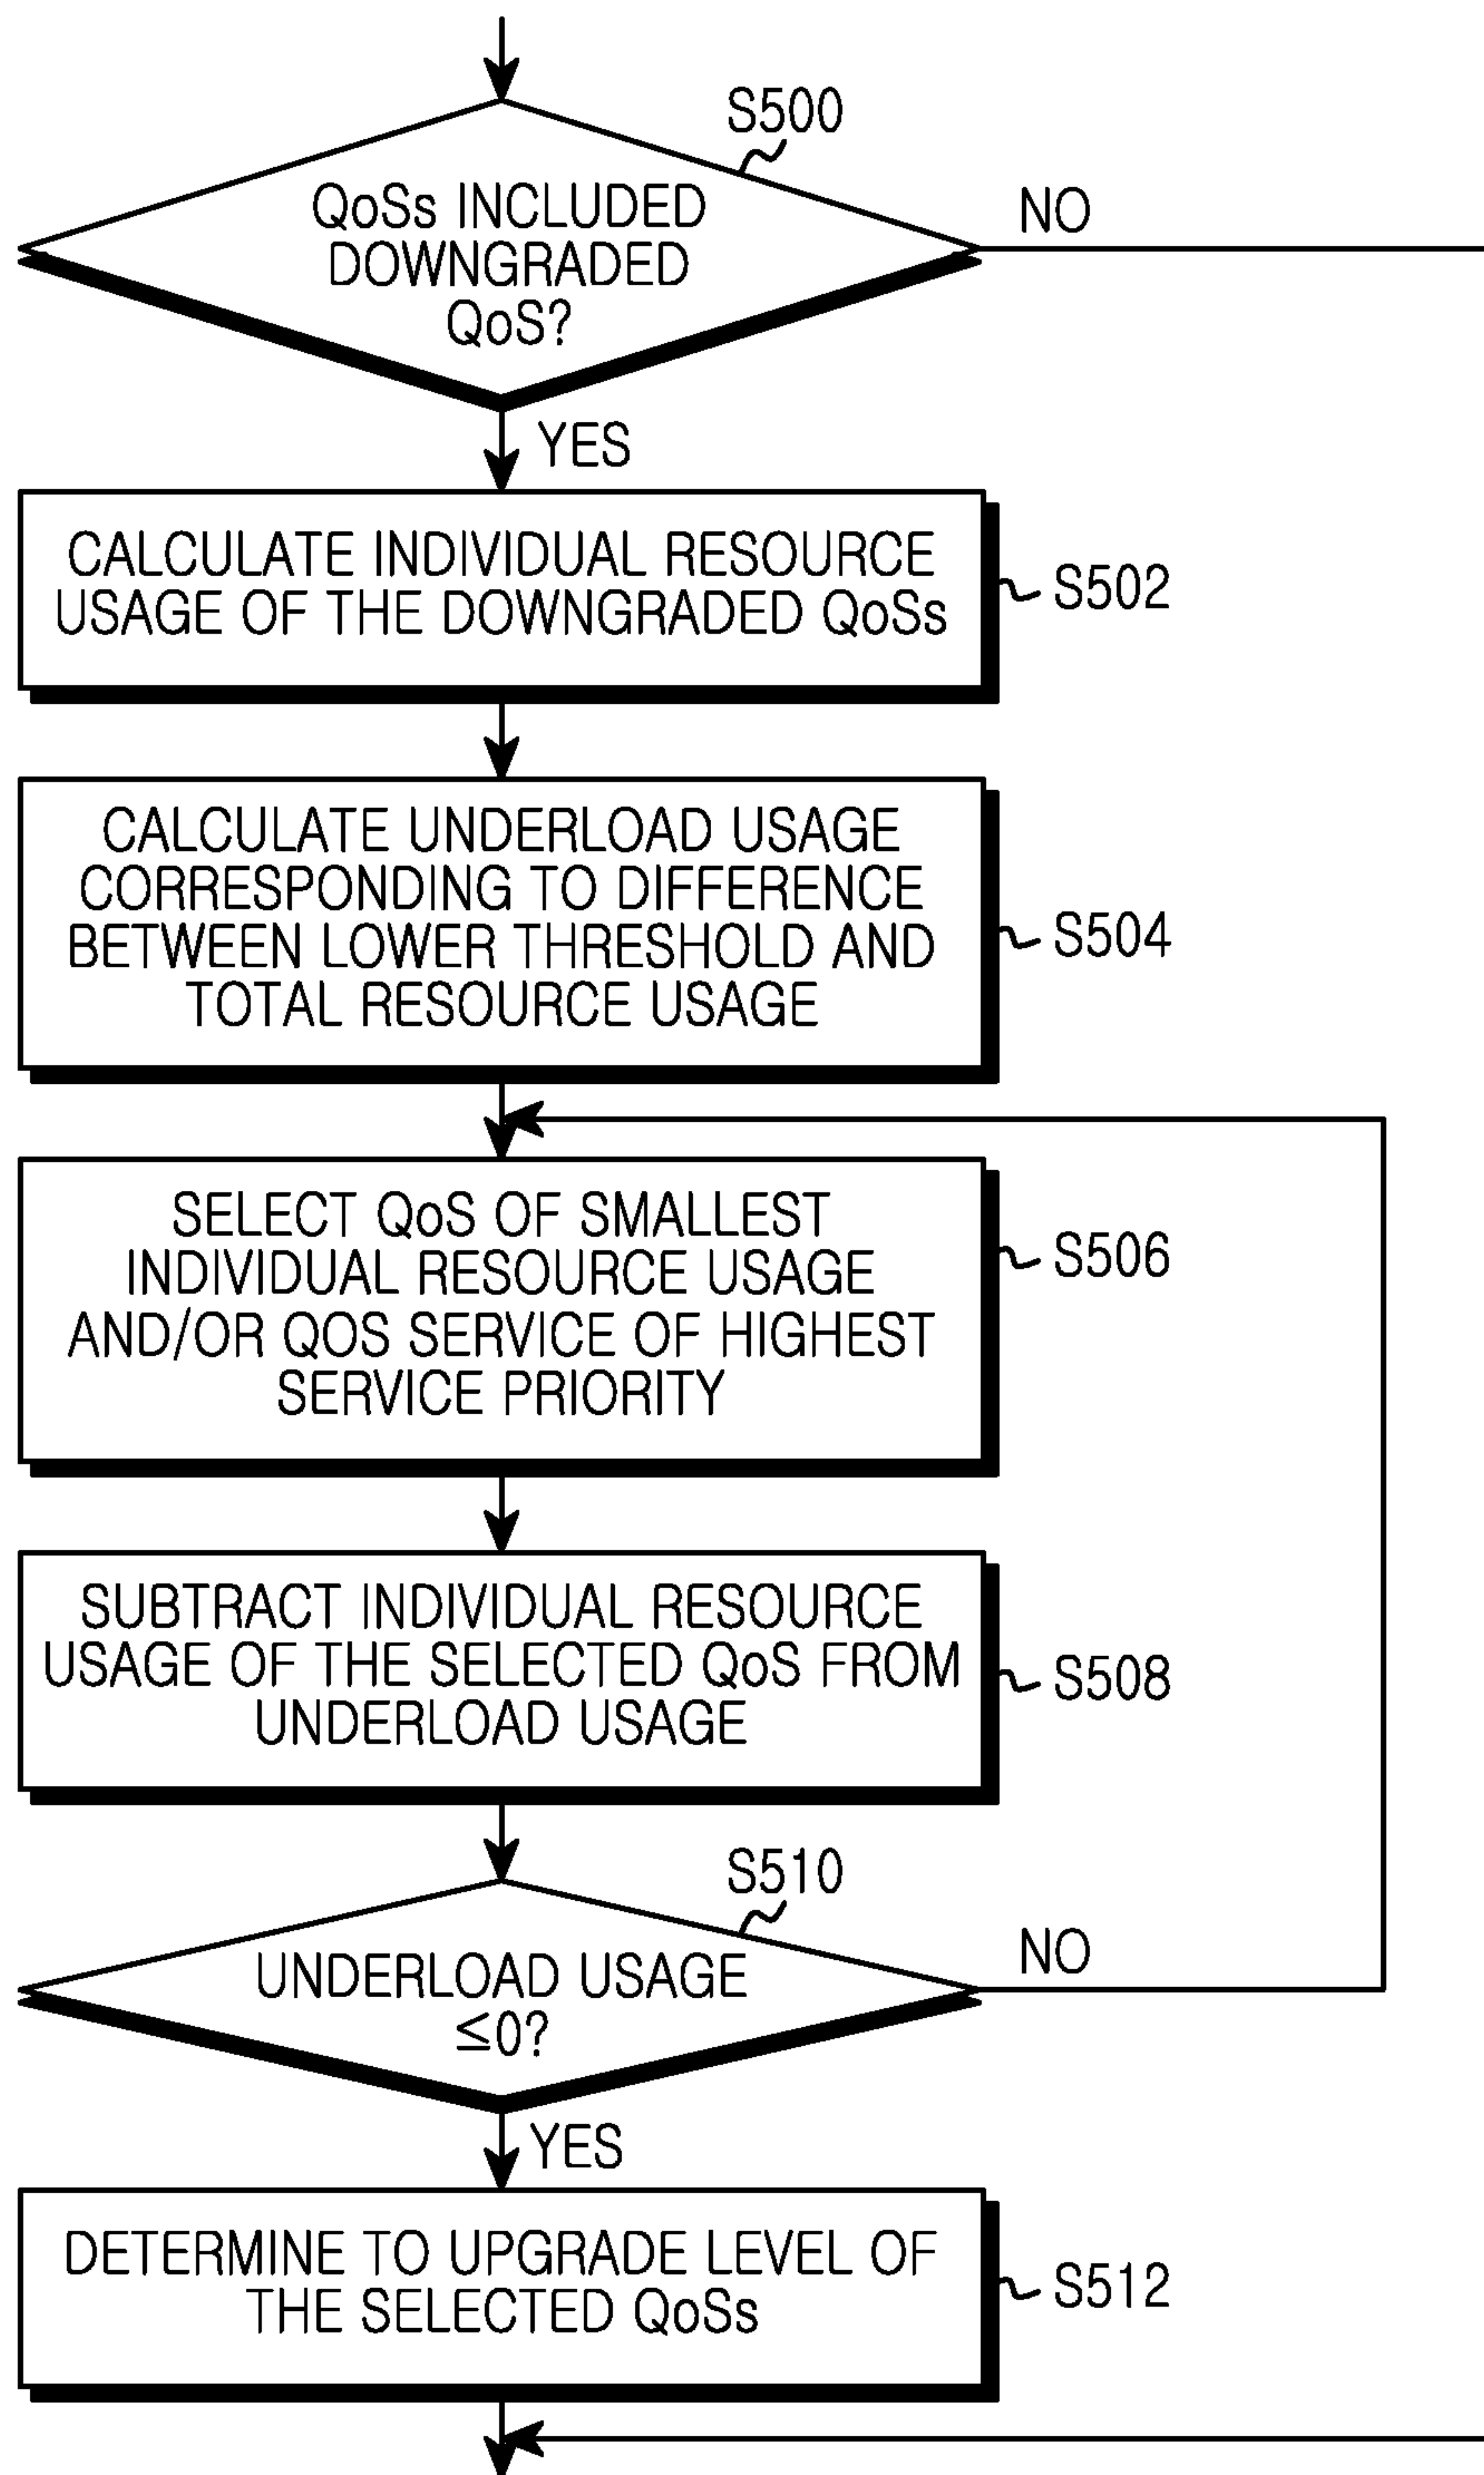 S500
QoSs INCLUDED
DOWNGRADED
QoS?
NO
YES
CALCULATE INDIVIDUAL RESOURCE
USAGE OF THE DOWNGRADED QoSs
S502
CALCULATE UNDERLOAD USAGE
CORRESPONDING TO DIFFERENCE
BETWEEN LOWER THRESHOLD AND
TOTAL RESOURCE USAGE
S504
SELECT QoS OF SMALLEST
INDIVIDUAL RESOURCE USAGE
AND/OR QOS SERVICE OF HIGHEST
SERVICE PRIORITY
S506
SUBTRACT INDIVIDUAL RESOURCE
USAGE OF THE SELECTED QoS FROM
UNDERLOAD USAGE
S508
S510
UNDERLOAD USAGE
≤0?
NO
YES
DETERMINE TO UPGRADE LEVEL OF
THE SELECTED QoSs
S512